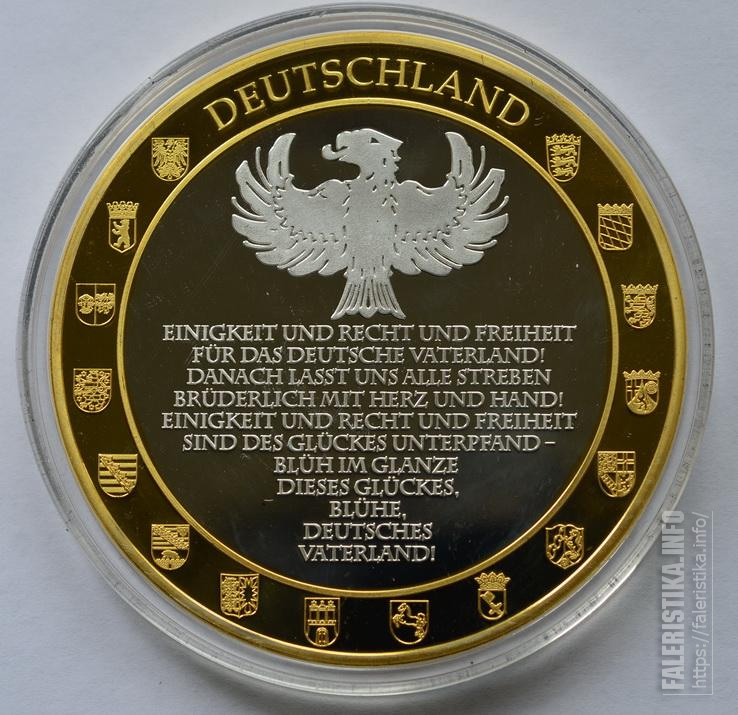 DEUTSCHLAND
EINIGKEIT UND RECHT UND FREIHEIT
FÜR DAS DEUTSCHE VATERLAND!
DANACH LASST UNS ALLE STREBEN
BRÜDERLICH MIT HERZ UND HAND!
EINIGKEIT UND RECHT UND FREIHEIT
SIND DES GLÜCKES UNTERPFAND –
BLÜH IM GLANZE
DIESES GLÜCKES,
BLÜHE,
DEUTSCHES
VATERLAND!
FALERISTIKA.INFO
https://faleristika.info/